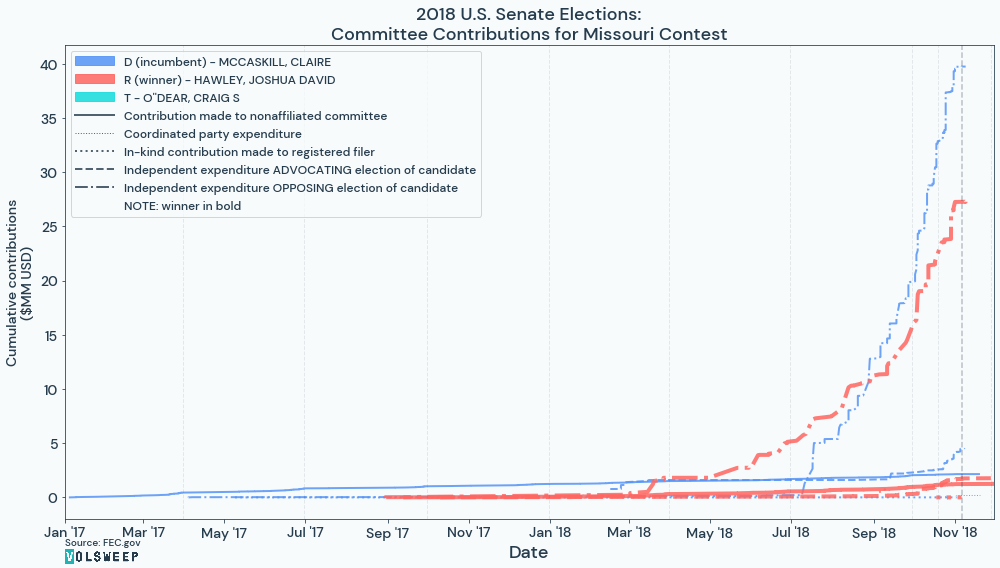 2018 U.S. Senate Elections:
Committee Contributions for Missouri Contest
D (incumbent) – MCCASKILL, CLAIRE
R (winner) – HAWLEY, JOSHUA DAVID
T – O"DEAR, CRAIG S
Contribution made to nonaffiliated committee
Coordinated party expenditure
In-kind contribution made to registered filer
Independent expenditure ADVOCATING election of candidate
Independent expenditure OPPOSING election of candidate
NOTE: winner in bold
Cumulative contributions
($MM USD)
40
35
30
25
20
15
10
5
0
Jan '17 Mar '17 May '17 Jul '17 Sep '17 Nov '17 Jan '18 Mar '18 May '18 Jul '18 Sep '18 Nov '18
Date
Source: FEC.gov
VOLSWEEP